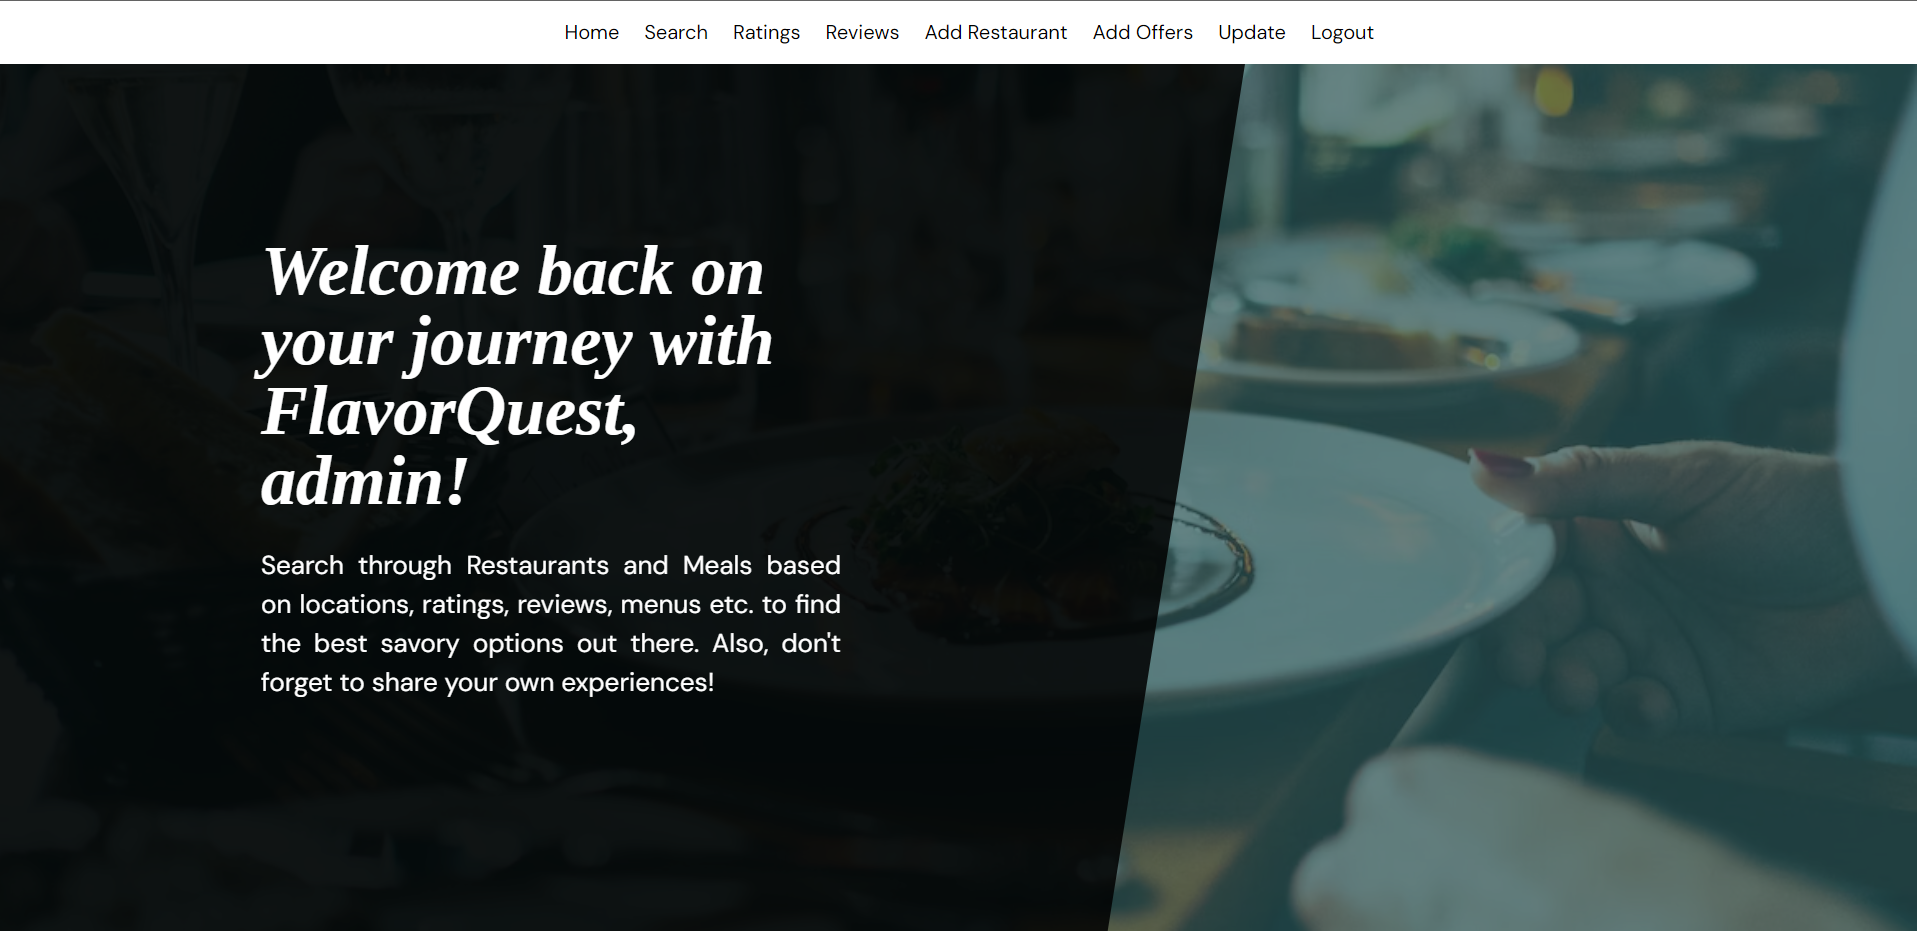 Home Search Ratings Reviews Add Restaurant Add Offers Update Logout
Welcome back on
your journey with
FlavorQuest,
admin!
Search through Restaurants and Meals based
on locations, ratings, reviews, menus etc. to find
the best savory options out there. Also, don't
forget to share your own experiences!